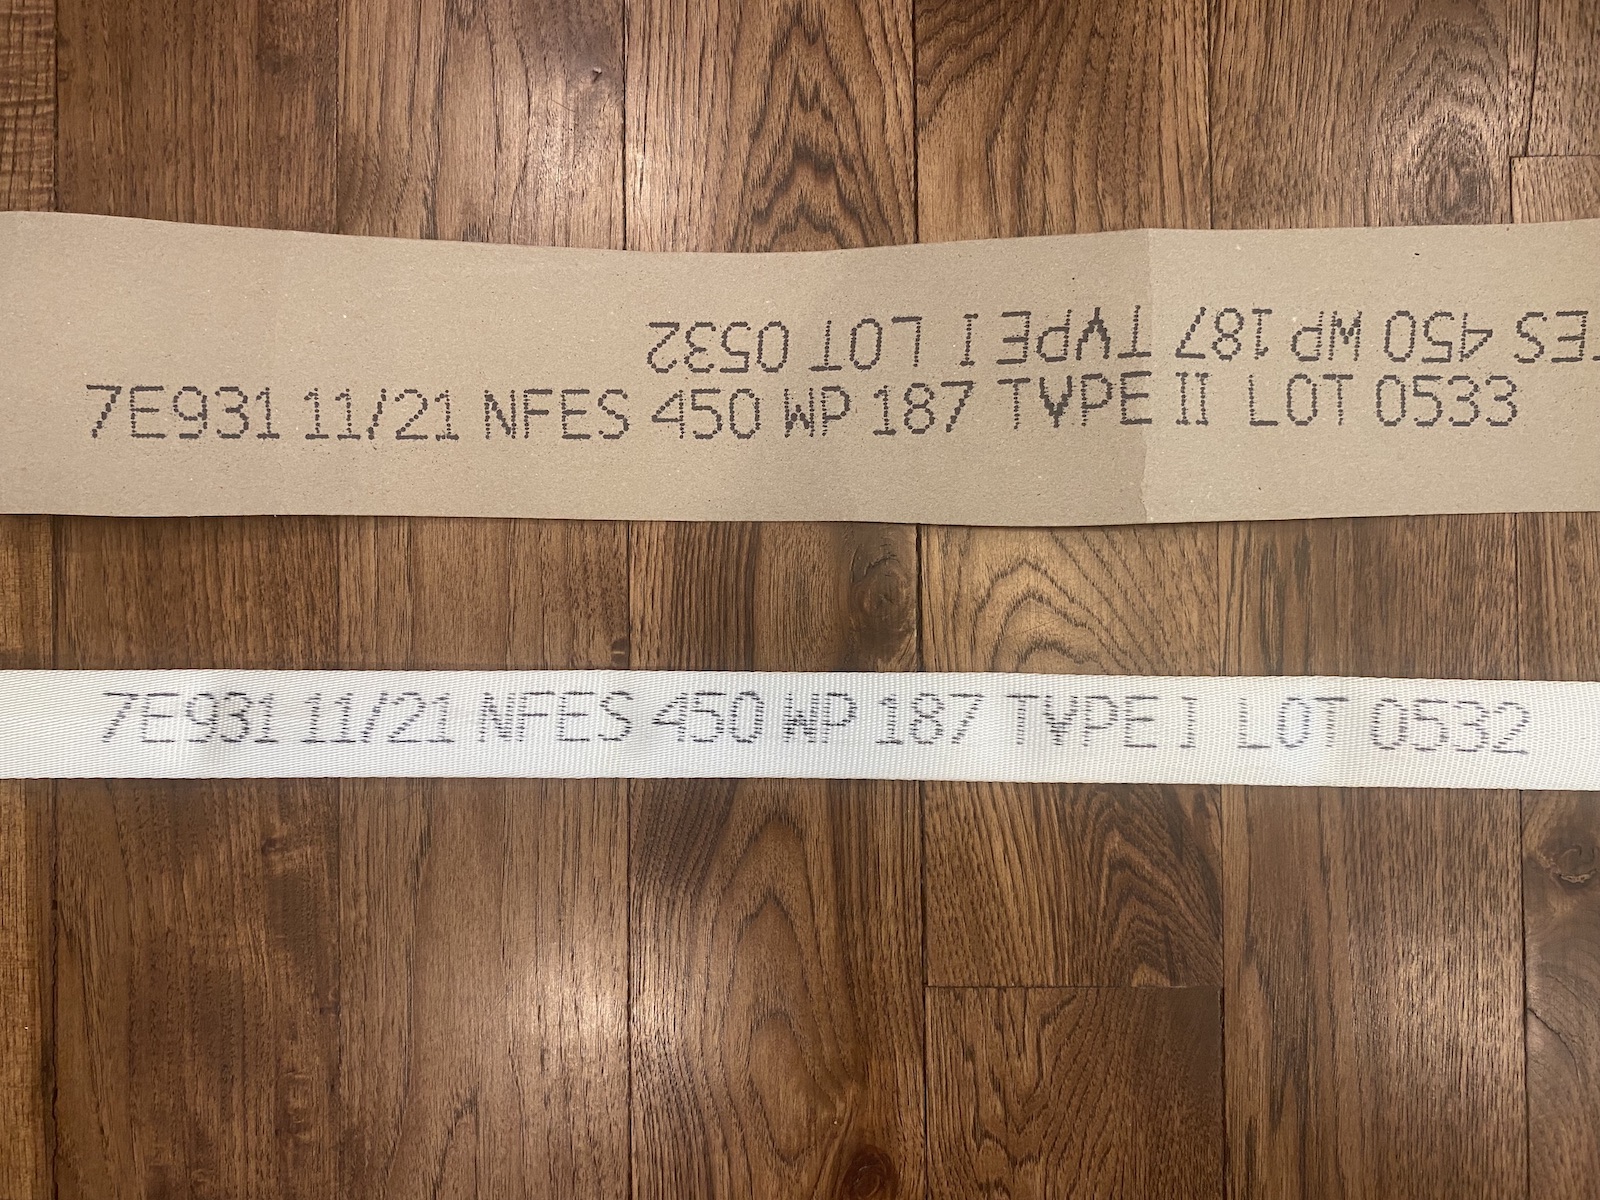 ES 450 WP 187 TYPE I LOT 0532
7E931 11/21 NFES 450 WP 187 TYPE II LOT 0533
7E931 11/21 NFES 450 WP 187 TYPE I LOT 0532